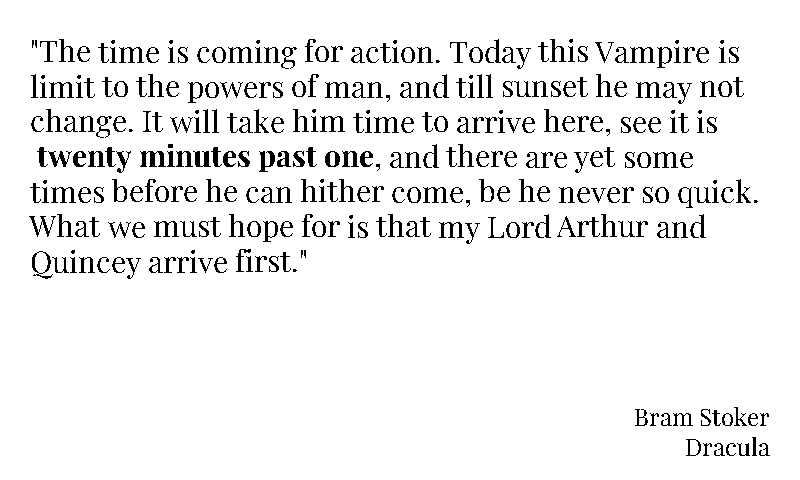 "The time is coming for action. Today this Vampire is
limit to the powers of man, and till sunset he may not
change. It will take him time to arrive here, see it is
twenty minutes past one, and there are yet some
times before he can hither come, be he never so quick.
What we must hope for is that my Lord Arthur and
Quincey arrive first."
Bram Stoker
Dracula